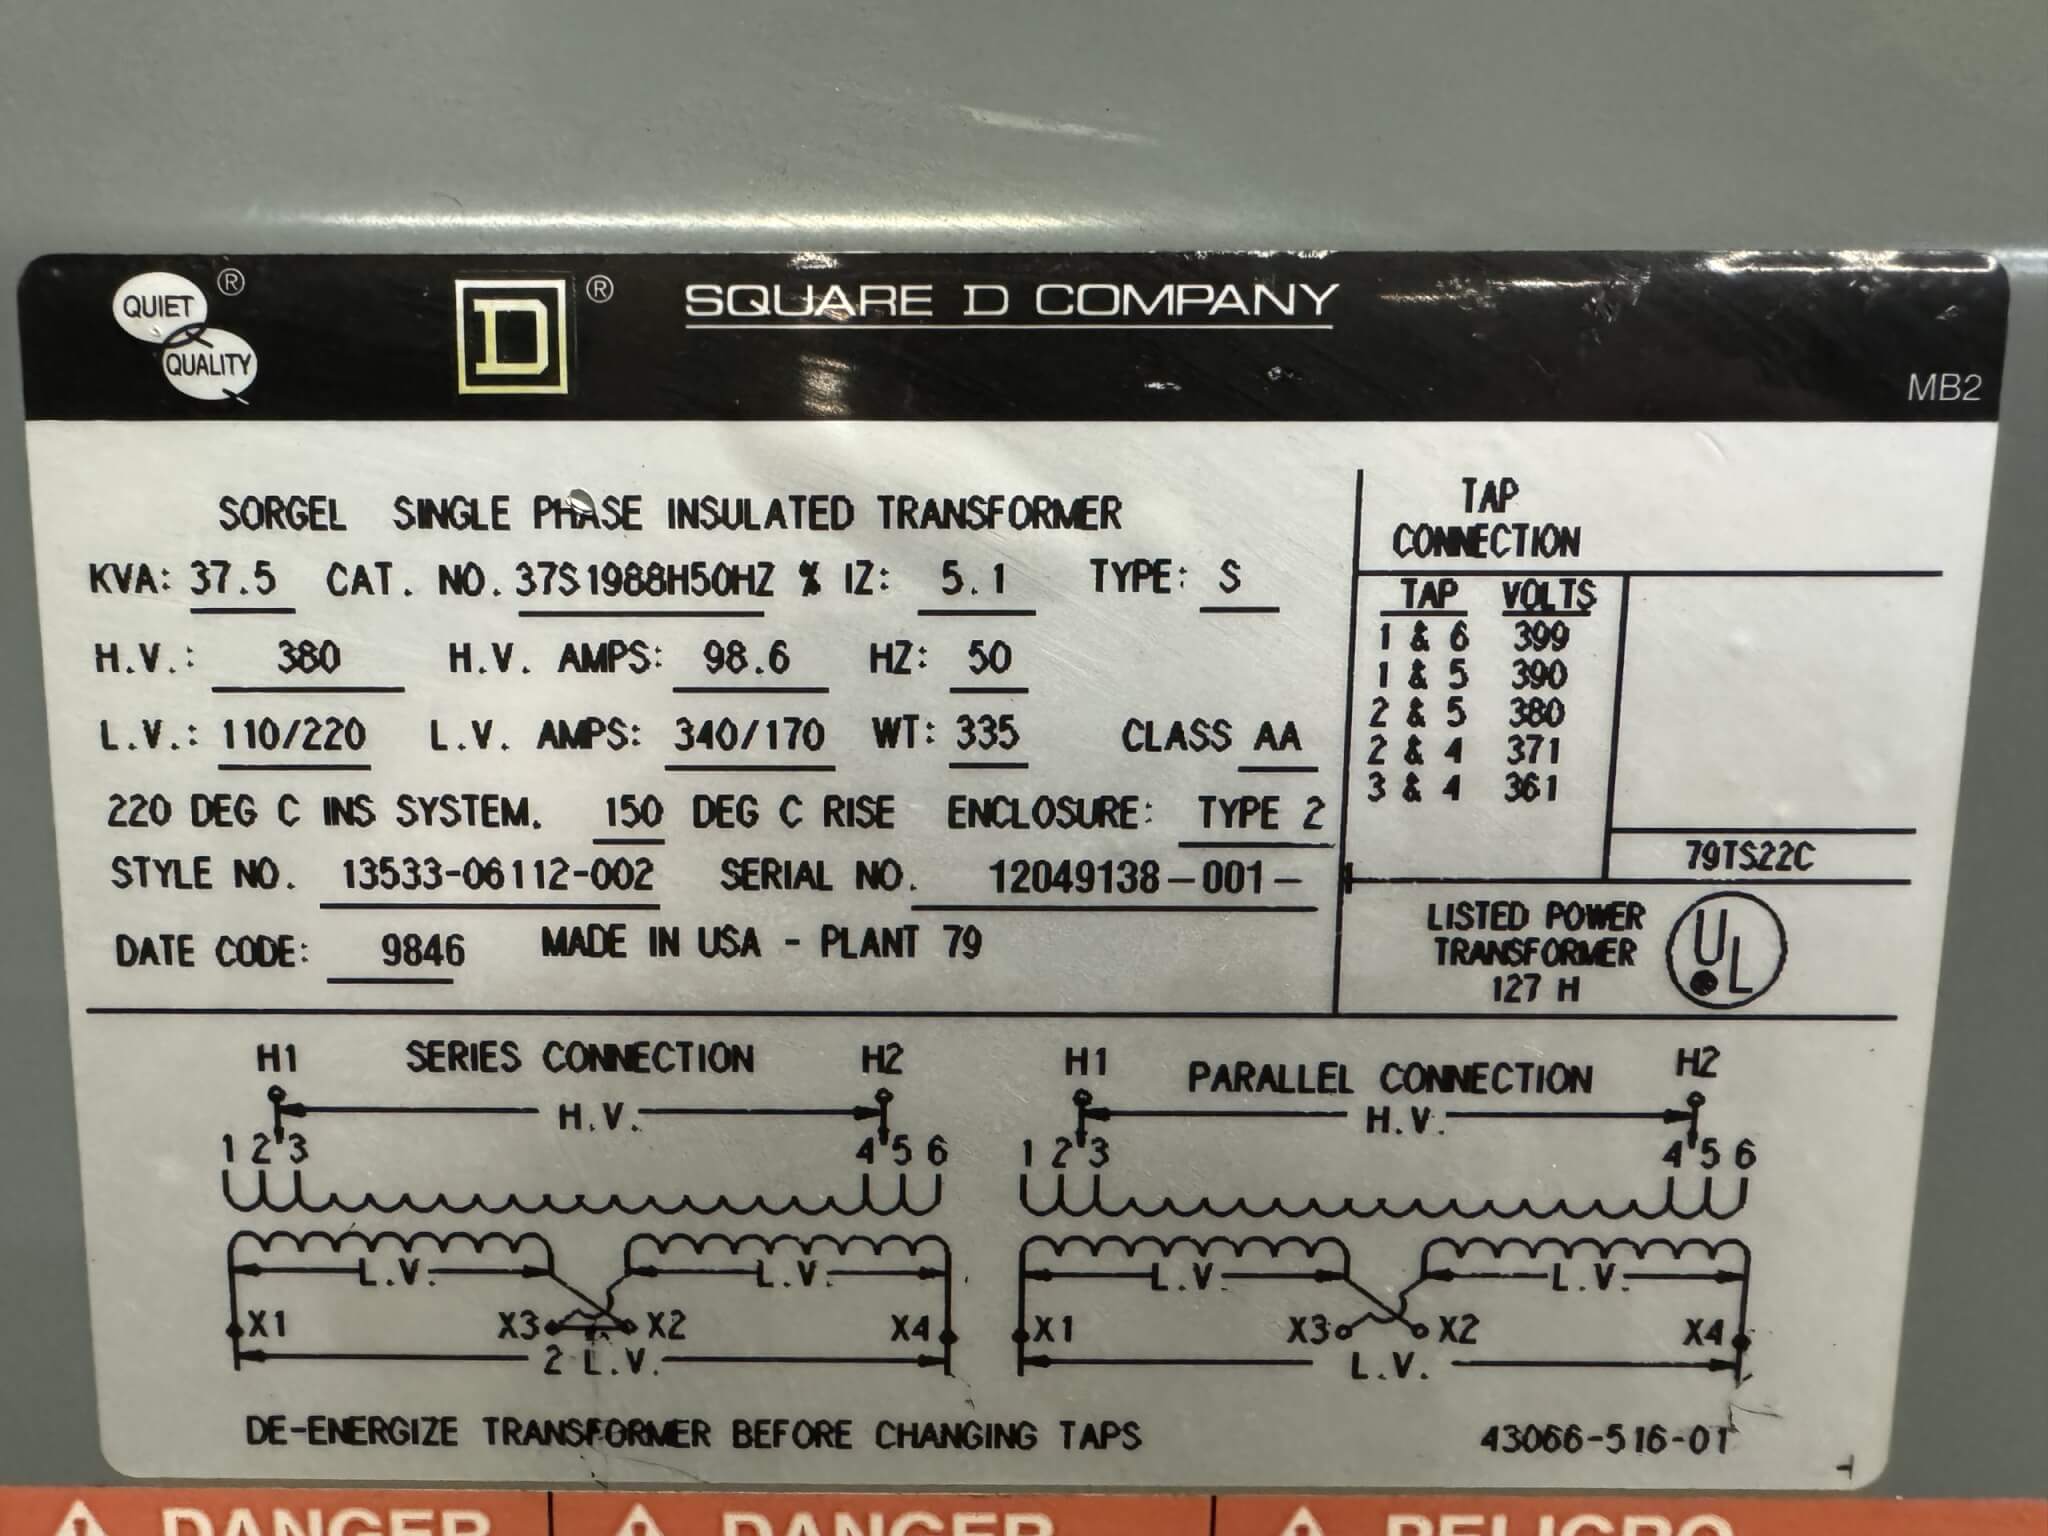 QUIET
QUALITY
®
D ®
SQUARE D COMPANY
MB2
SORGEL SINGLE PHASE INSULATED TRANSFORMER
KVA: 37.5 CAT. NO. 37S1988H50HZ % IZ: 5.1 TYPE: S
H.V.: 380 H.V. AMPS: 98.6 HZ: 50
L.V.: 110/220 L.V. AMPS: 340/170 WT: 335 CLASS AA
220 DEG C INS SYSTEM. 150 DEG C RISE ENCLOSURE: TYPE 2
STYLE NO. 13533-06112-002 SERIAL NO. 12049138-001-
DATE CODE: 9846 MADE IN USA - PLANT 79
TAP
CONNECTION
TAP VOLTS
1 & 6 399
1 & 5 390
2 & 5 380
2 & 4 371
3 & 4 361
79TS22C
LISTED POWER
TRANSFORMER
127 H
UL
H1 SERIES CONNECTION H2
H.V.
1 2 3 4 5 6
L.V. L.V.
X1 X3 X2 X4
2 L.V.
H1 PARALLEL CONNECTION H2
H.V.
1 2 3 4 5 6
L.V. L.V.
X1 X3 X2 X4
L.V.
DE-ENERGIZE TRANSFORMER BEFORE CHANGING TAPS
43066-516-01
DANGER DANGER PELIGRO